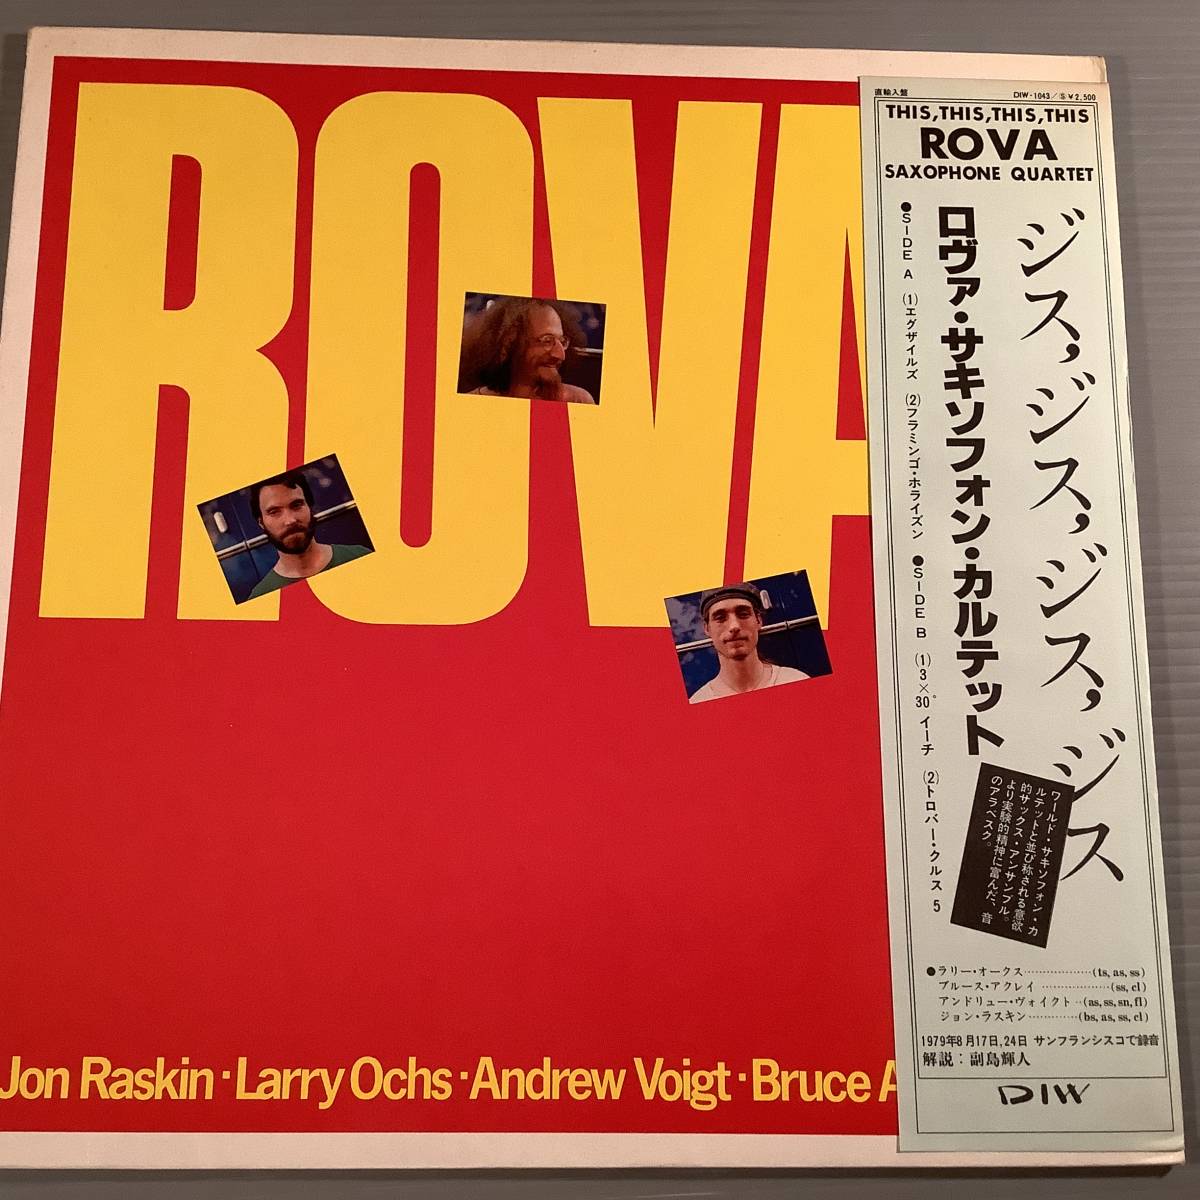 ROVA
Jon Raskin · Larry Ochs · Andrew Voigt · Bruce A
直輸入盤
DIW-1043/Ⓢ¥2,500
THIS,THIS,THIS,THIS
ROVA
SAXOPHONE QUARTET
ジス,ジス,ジス,ジス
ロヴァ・サキソフォン・カルテット
●SIDE A (1)エグザイルズ (2)フラミンゴ・ホライズン
●SIDE B (1)3×30° イーチ (2)トロバー・クルス 5
ワールド・サキソフォン・カ
ルテットと並び称される意欲
的サックス・アンサンブル。
より実験的精神に富んだ、音
のアラベスク。
●ラリー・オークス………………(ts, as, ss)
ブルース・アクレイ………………(ss, cl)
アンドリュー・ヴォイクト…(as, ss, sn, fl)
ジョン・ラスキン…………(bs, as, ss, cl)
1979年8月17日,24日 サンフランシスコで録音
解説:副島輝人
DIW